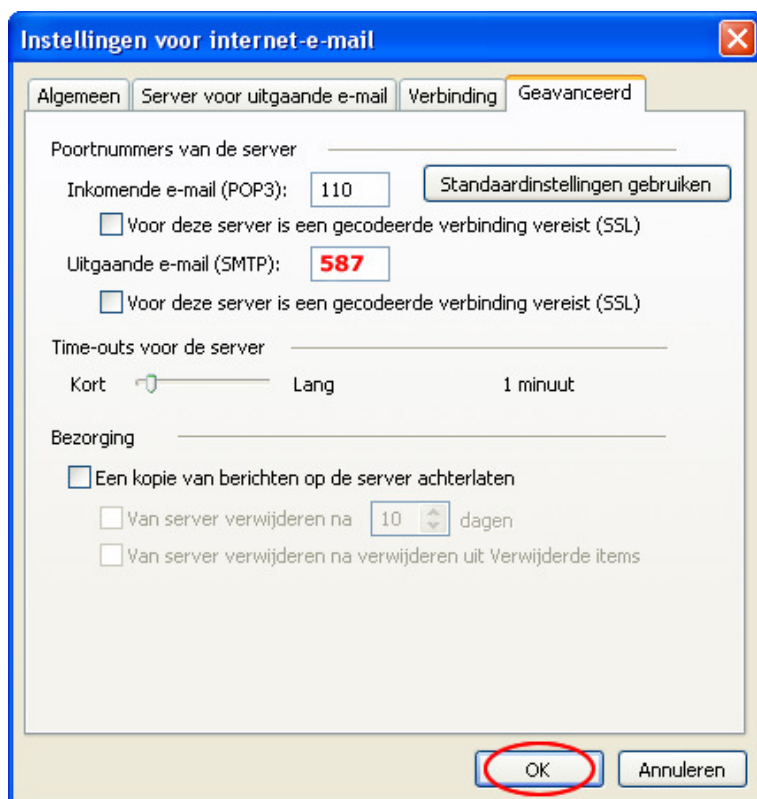 Instellingen voor internet-e-mail
Algemeen Server voor uitgaande e-mail Verbinding Geavanceerd
Poortnummers van de server
Inkomende e-mail (POP3): 110 Standaardinstellingen gebruiken
Voor deze server is een gecodeerde verbinding vereist (SSL)
Uitgaande e-mail (SMTP): 587
Voor deze server is een gecodeerde verbinding vereist (SSL)
Time-outs voor de server
Kort Lang 1 minuut
Bezorging
Een kopie van berichten op de server achterlaten
Van server verwijderen na 10 dagen
Van server verwijderen na verwijderen uit Verwijderde items
OK Annuleren